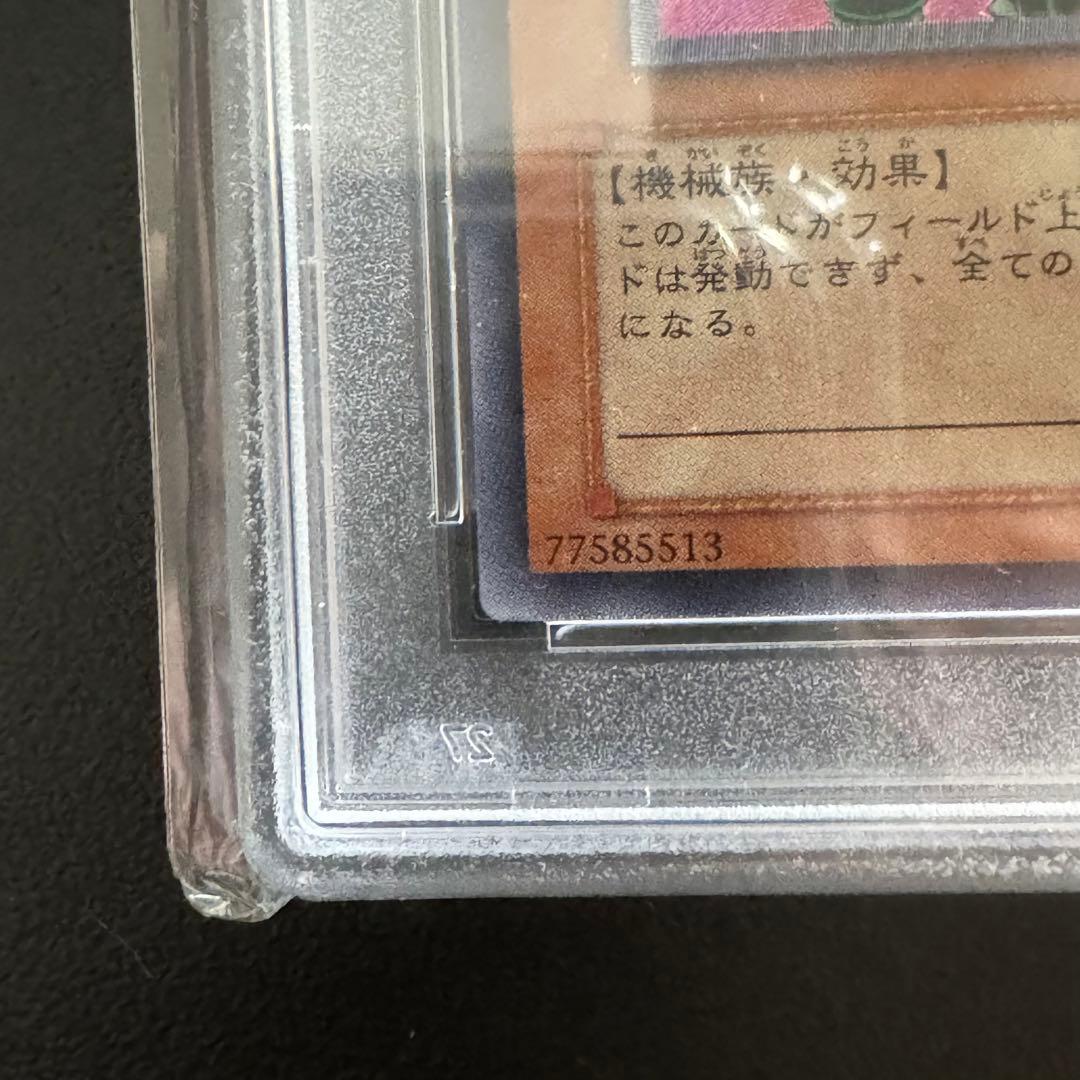 【機械族・効果】
このカードがフィールド上
ドは発動できず、全ての
になる。
77585513
27